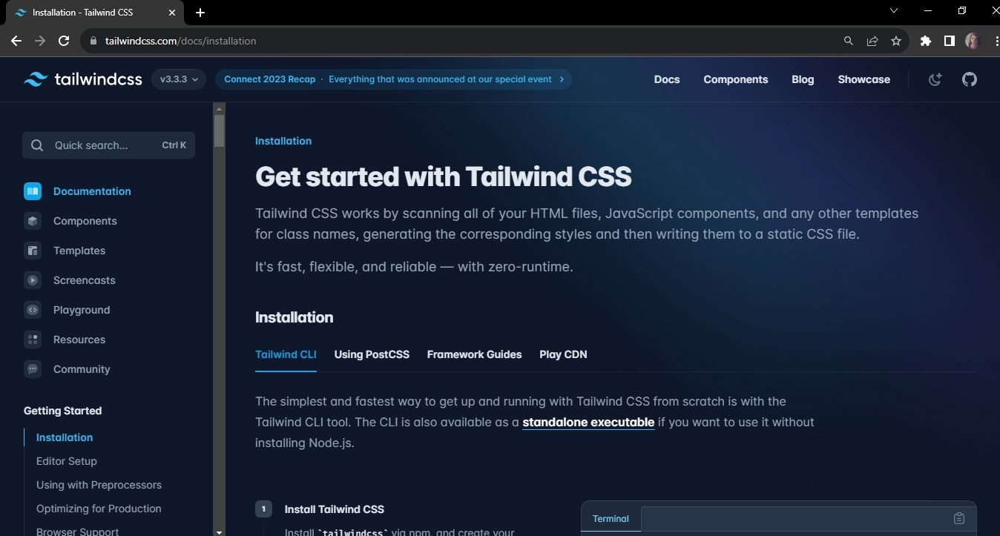 Installation - Tailwind CSS
tailwindcss.com/docs/installation
tailwindcss
v3.3.3
Connect 2023 Recap · Everything that was announced at our special event
Docs
Components
Blog
Showcase
Quick search...
Ctrl K
Documentation
Components
Templates
Screencasts
Playground
Resources
Community
Getting Started
Installation
Editor Setup
Using with Preprocessors
Optimizing for Production
Browser Support
Installation
Get started with Tailwind CSS
Tailwind CSS works by scanning all of your HTML files, JavaScript components, and any other templates
for class names, generating the corresponding styles and then writing them to a static CSS file.
It's fast, flexible, and reliable — with zero-runtime.
Installation
Tailwind CLI
Using PostCSS
Framework Guides
Play CDN
The simplest and fastest way to get up and running with Tailwind CSS from scratch is with the
Tailwind CLI tool. The CLI is also available as a standalone executable if you want to use it without
installing Node.js.
1
Install Tailwind CSS
Install `tailwindcss` via npm, and create your
Terminal